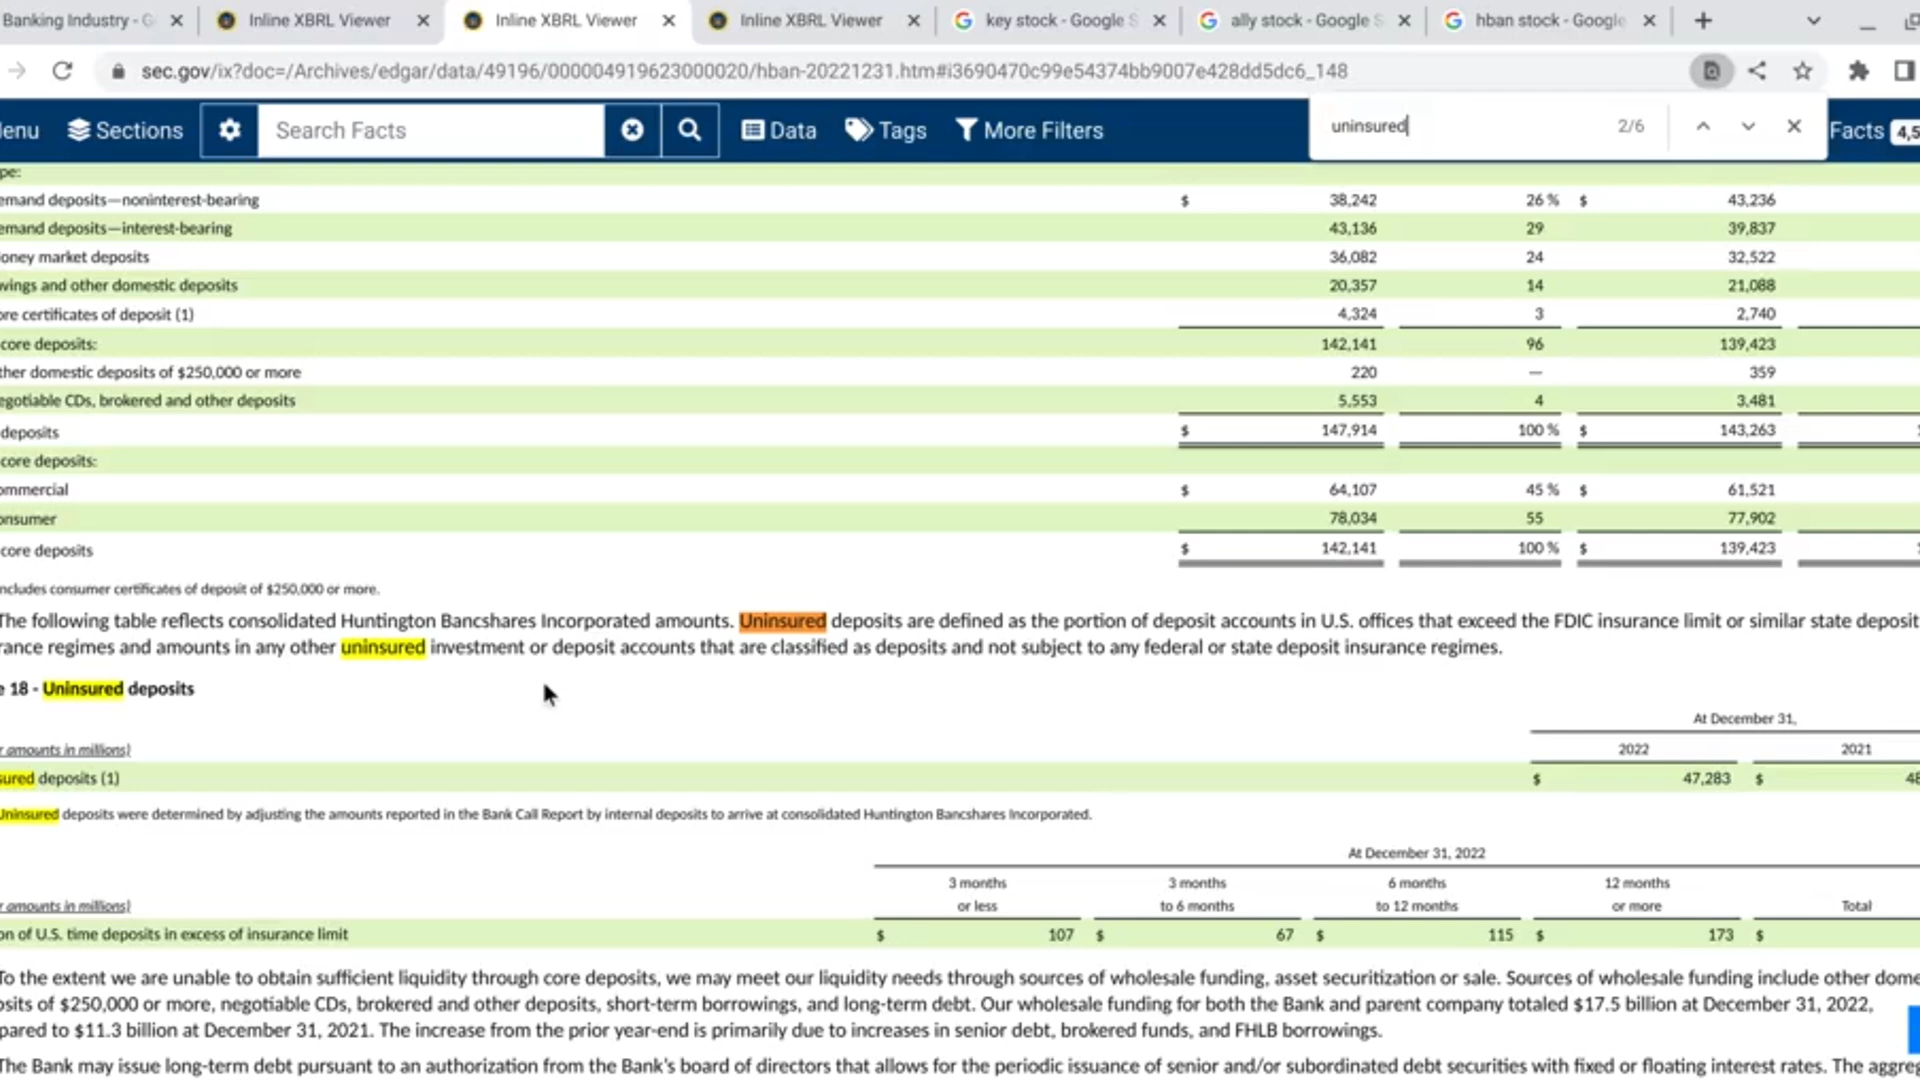 Banking Industry - G
Inline XBRL Viewer
Inline XBRL Viewer
Inline XBRL Viewer
key stock - Google S
ally stock - Google S
hban stock - Google
sec.gov/ix?doc=/Archives/edgar/data/49196/000004919623000020/hban-20221231.htm#i3690470c99e54374bb9007e428dd5dc6_148
enu Sections Search Facts Data Tags More Filters Facts 4,5
uninsured 2/6
pe:
emand deposits—noninterest-bearing $ 38,242 26 % $ 43,236
emand deposits—interest-bearing 43,136 29 39,837
oney market deposits 36,082 24 32,522
vings and other domestic deposits 20,357 14 21,088
ore certificates of deposit (1) 4,324 3 2,740
core deposits: 142,141 96 139,423
ther domestic deposits of $250,000 or more 220 — 359
egotiable CDs, brokered and other deposits 5,553 4 3,481
deposits $ 147,914 100 % $ 143,263 1
core deposits:
ommercial $ 64,107 45 % $ 61,521
onsumer 78,034 55 77,902
core deposits $ 142,141 100 % $ 139,423 1
ncludes consumer certificates of deposit of $250,000 or more.
The following table reflects consolidated Huntington Bancshares Incorporated amounts. Uninsured deposits are defined as the portion of deposit accounts in U.S. offices that exceed the FDIC insurance limit or similar state deposit
rance regimes and amounts in any other uninsured investment or deposit accounts that are classified as deposits and not subject to any federal or state deposit insurance regimes.
e 18 - Uninsured deposits
At December 31,
r amounts in millions) 2022 2021
sured deposits (1) $ 47,283 $ 48
Uninsured deposits were determined by adjusting the amounts reported in the Bank Call Report by internal deposits to arrive at consolidated Huntington Bancshares Incorporated.
At December 31, 2022
3 months 3 months 6 months 12 months
r amounts in millions) or less to 6 months to 12 months or more Total
on of U.S. time deposits in excess of insurance limit $ 107 $ 67 $ 115 $ 173 $
To the extent we are unable to obtain sufficient liquidity through core deposits, we may meet our liquidity needs through sources of wholesale funding, asset securitization or sale. Sources of wholesale funding include other dome
osits of $250,000 or more, negotiable CDs, brokered and other deposits, short-term borrowings, and long-term debt. Our wholesale funding for both the Bank and parent company totaled $17.5 billion at December 31, 2022,
pared to $11.3 billion at December 31, 2021. The increase from the prior year-end is primarily due to increases in senior debt, brokered funds, and FHLB borrowings.
The Bank may issue long-term debt pursuant to an authorization from the Bank's board of directors that allows for the periodic issuance of senior and/or subordinated debt securities with fixed or floating interest rates. The aggreg